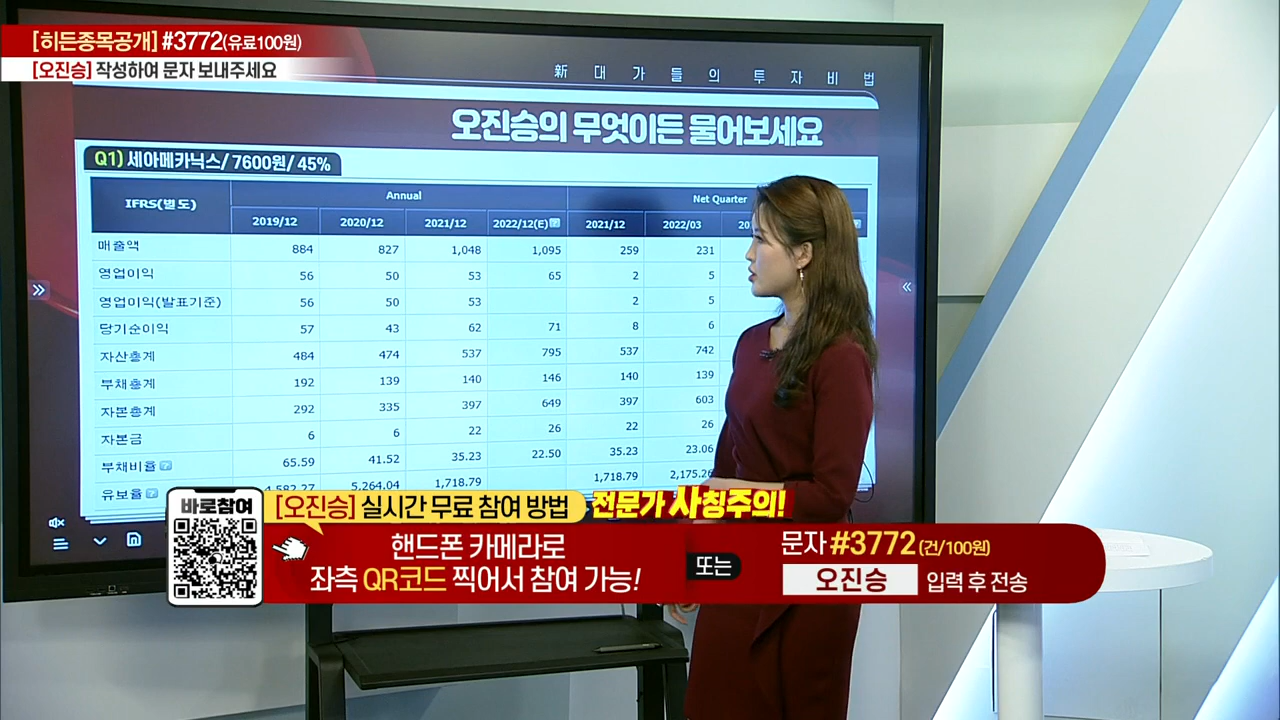 [히든종목공개] #3772(유료100원)
[오진승] 작성하여 문자 보내주세요
新 대 가 들 의 투 자 비 법
오진승의 무엇이든 물어보세요
Q1) 세아메카닉스/ 7600원/ 45%
IFRS(별도) Annual Net Quarter
2019/12 2020/12 2021/12 2022/12(E) 2021/12 2022/03
매출액 884 827 1,048 1,095 259 231
영업이익 56 50 53 65 2 5
영업이익(발표기준) 56 50 53 2 5
당기순이익 57 43 62 71 8 6
자산총계 484 474 537 795 537 742
부채총계 192 139 140 146 140 139
자본총계 292 335 397 649 397 603
자본금 6 6 22 26 22 26
부채비율 65.59 41.52 35.23 22.50 35.23 23.06
유보율 4,582.27 5,264.04 1,718.79 1,718.79 2,175.26
바로참여
[오진승] 실시간 무료 참여 방법
전문가 사칭주의!
핸드폰 카메라로
좌측 QR코드 찍어서 참여 가능!
또는
문자 #3772 (건/100원)
오진승 입력 후 전송